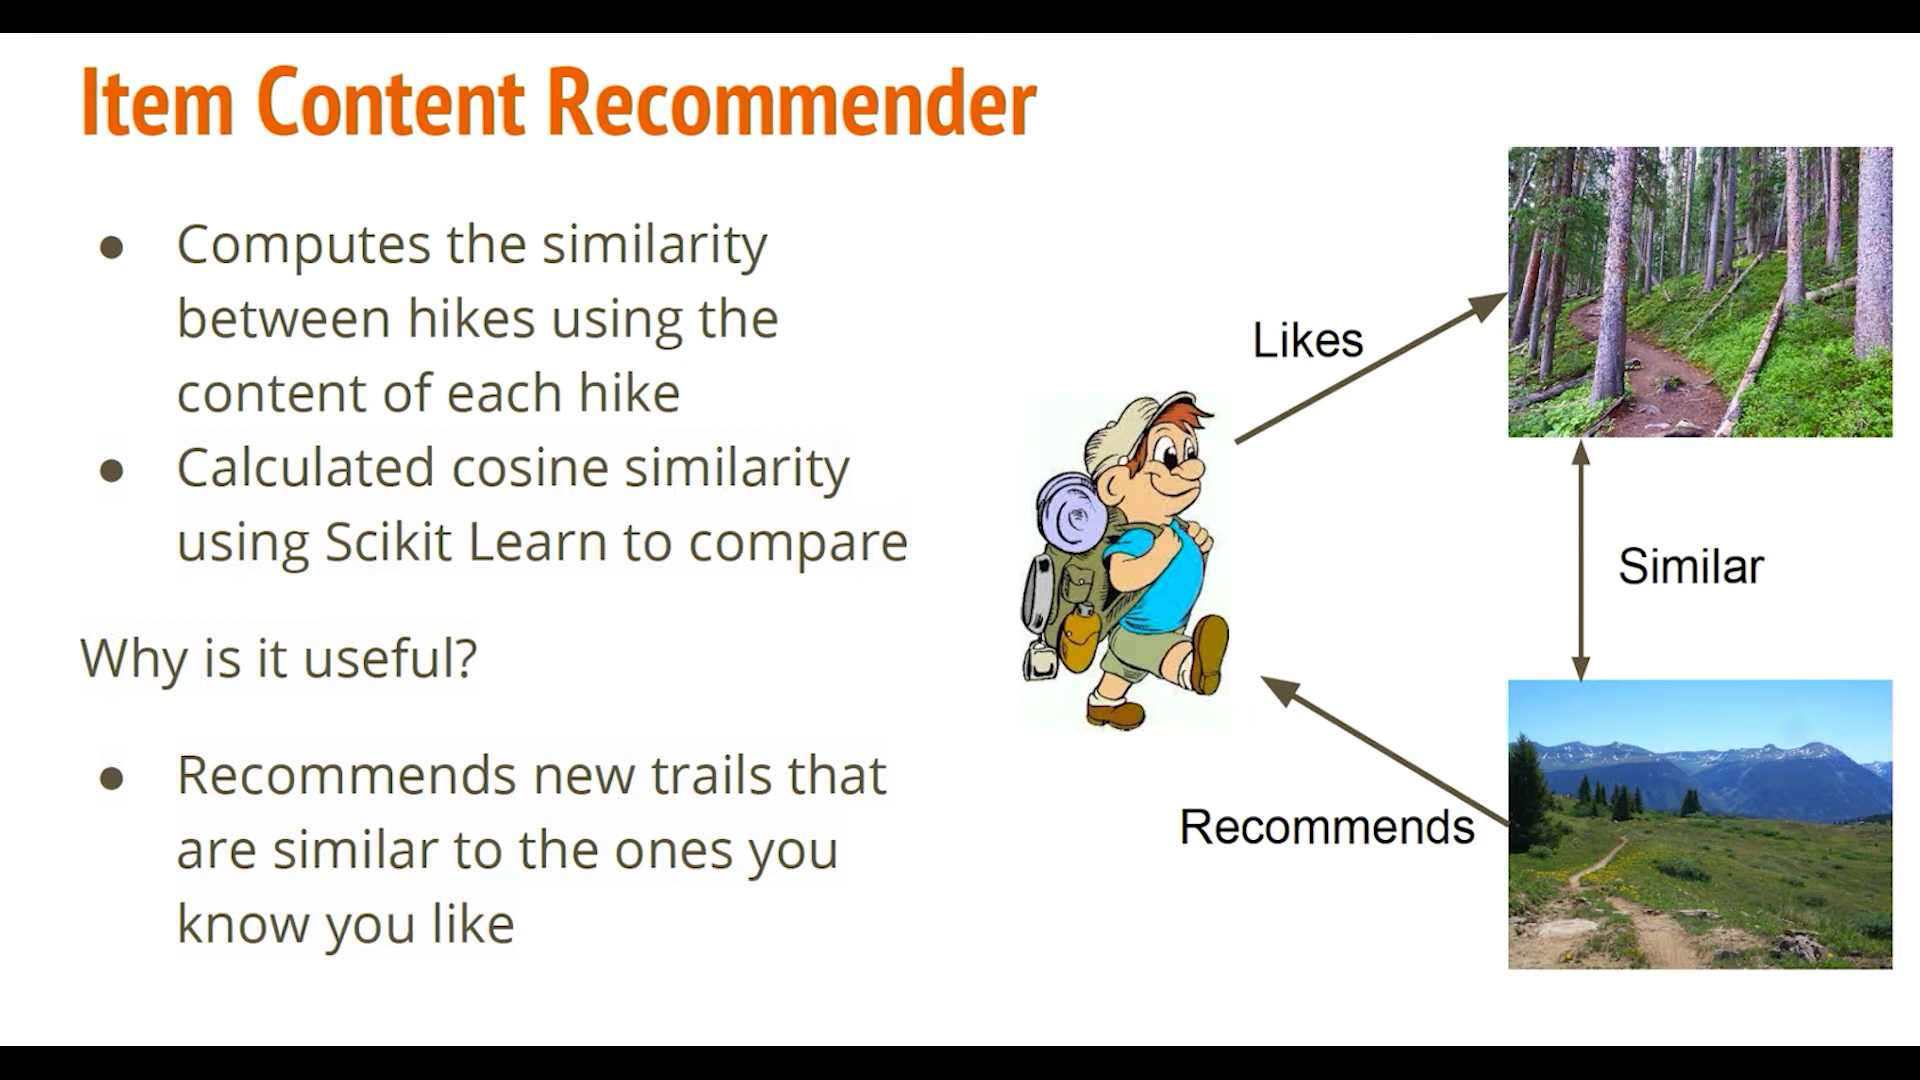 Item Content Recommender
● Computes the similarity
between hikes using the
content of each hike
● Calculated cosine similarity
using Scikit Learn to compare
Why is it useful?
● Recommends new trails that
are similar to the ones you
know you like
Likes
Similar
Recommends